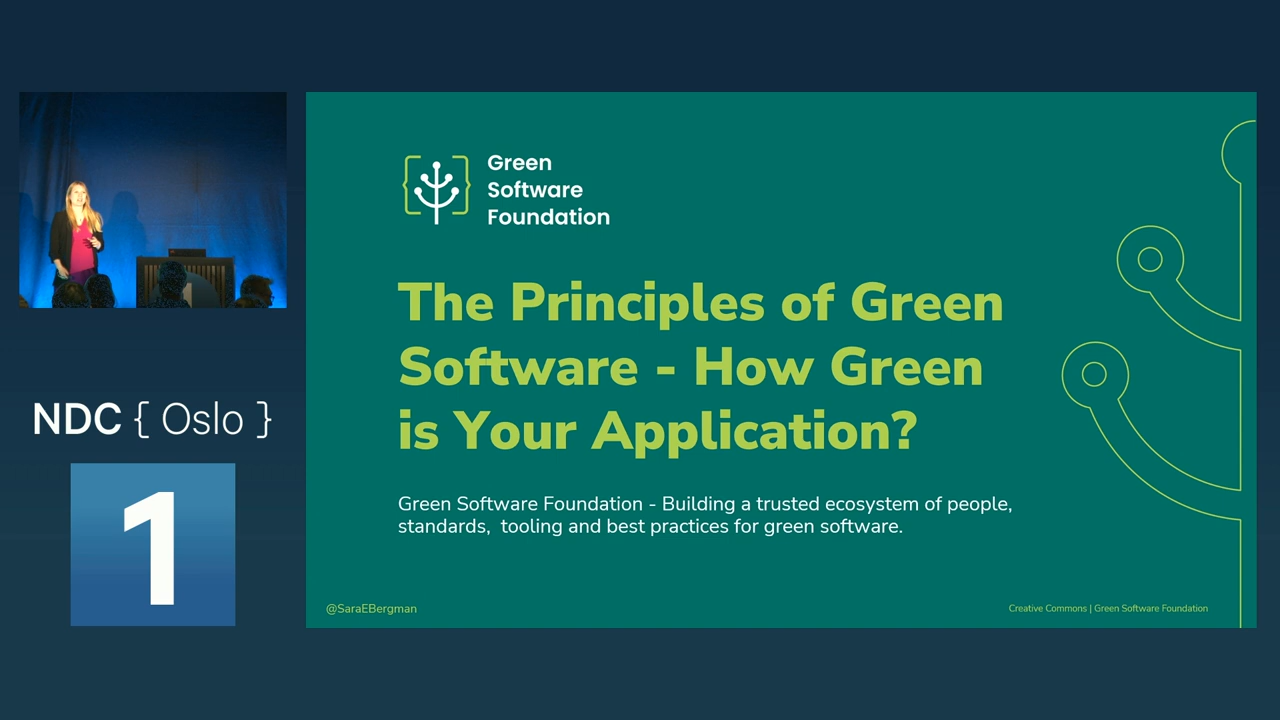 NDC { Oslo }
1
Green
Software
Foundation
The Principles of Green
Software - How Green
is Your Application?
Green Software Foundation - Building a trusted ecosystem of people,
standards, tooling and best practices for green software.
@SaraEBergman
Creative Commons | Green Software Foundation